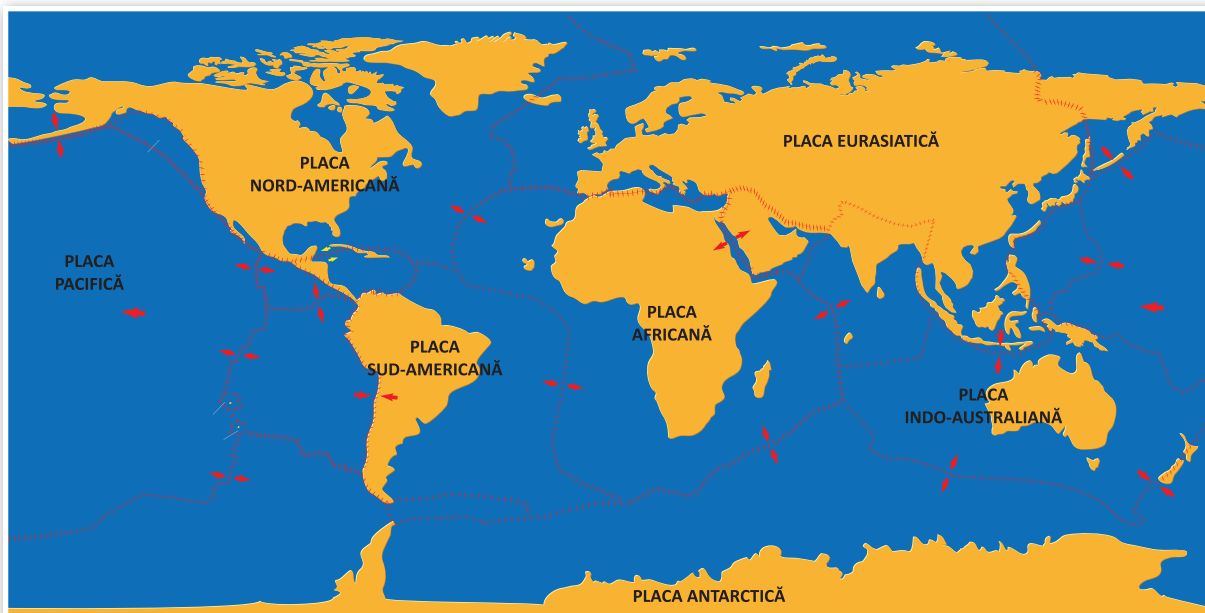 PLACA EURASIATICĂ
PLACA
NORD-AMERICANĂ
PLACA
PACIFICĂ
PLACA
AFRICANĂ
PLACA
SUD-AMERICANĂ
PLACA
INDO-AUSTRALIANĂ
PLACA ANTARCTICĂ